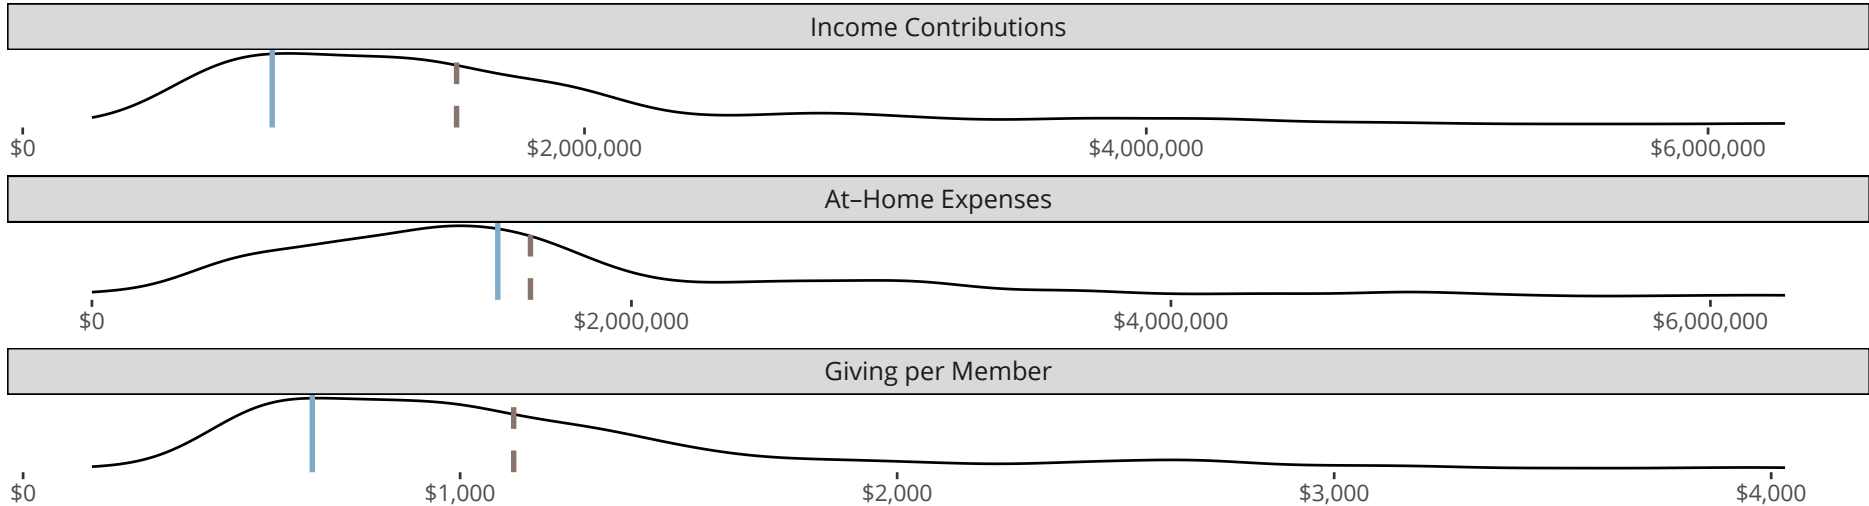 Income Contributions
$0 $2,000,000 $4,000,000 $6,000,000
At–Home Expenses
$0 $2,000,000 $4,000,000 $6,000,000
Giving per Member
$0 $1,000 $2,000 $3,000 $4,000